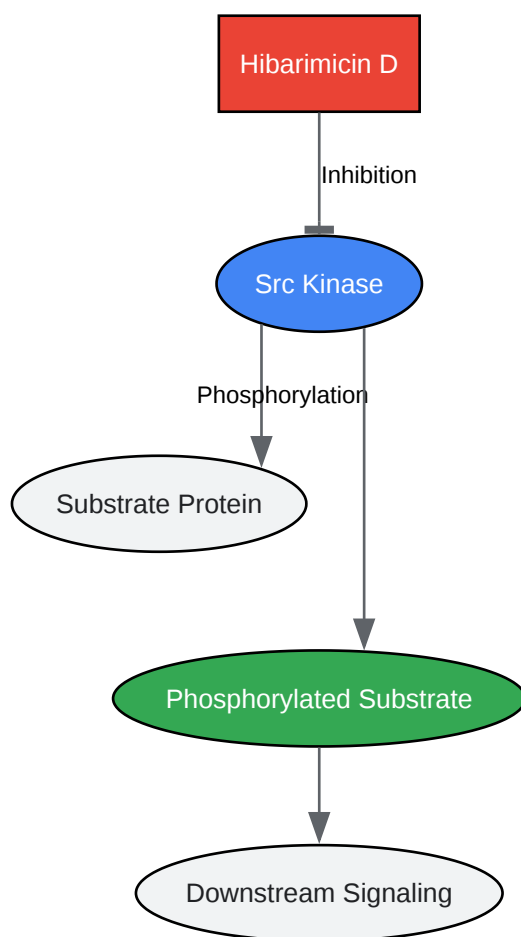 Hibarimicin D
Inhibition
Src Kinase
Phosphorylation
Substrate Protein
Phosphorylated Substrate
Downstream Signaling